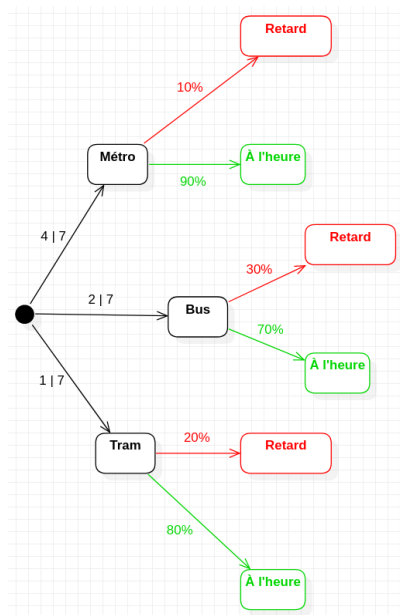 Retard
10%
Métro
À l'heure
90%
4 | 7
Retard
30%
2 | 7
Bus
70%
À l'heure
1 | 7
Tram
20%
Retard
80%
À l'heure